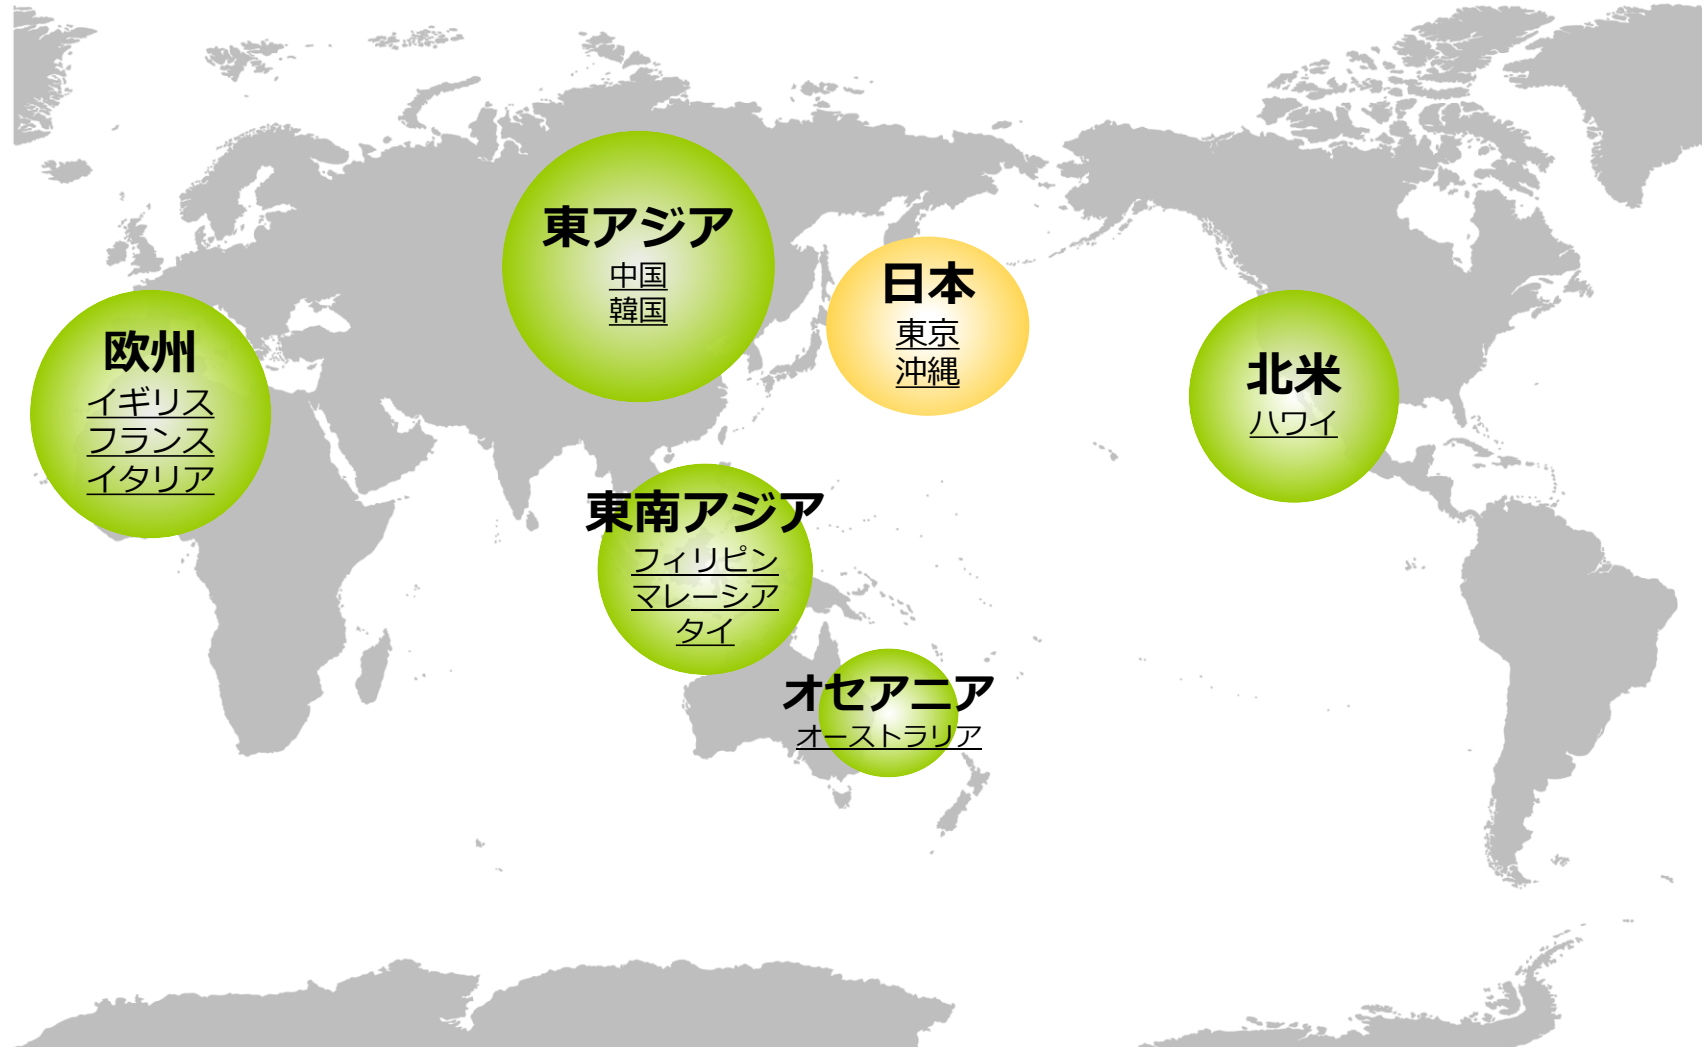 東アジア
中国
韓国
日本
東京
沖縄
欧州
イギリス
フランス
イタリア
北米
ハワイ
東南アジア
フィリピン
マレーシア
タイ
オセアニア
オーストラリア